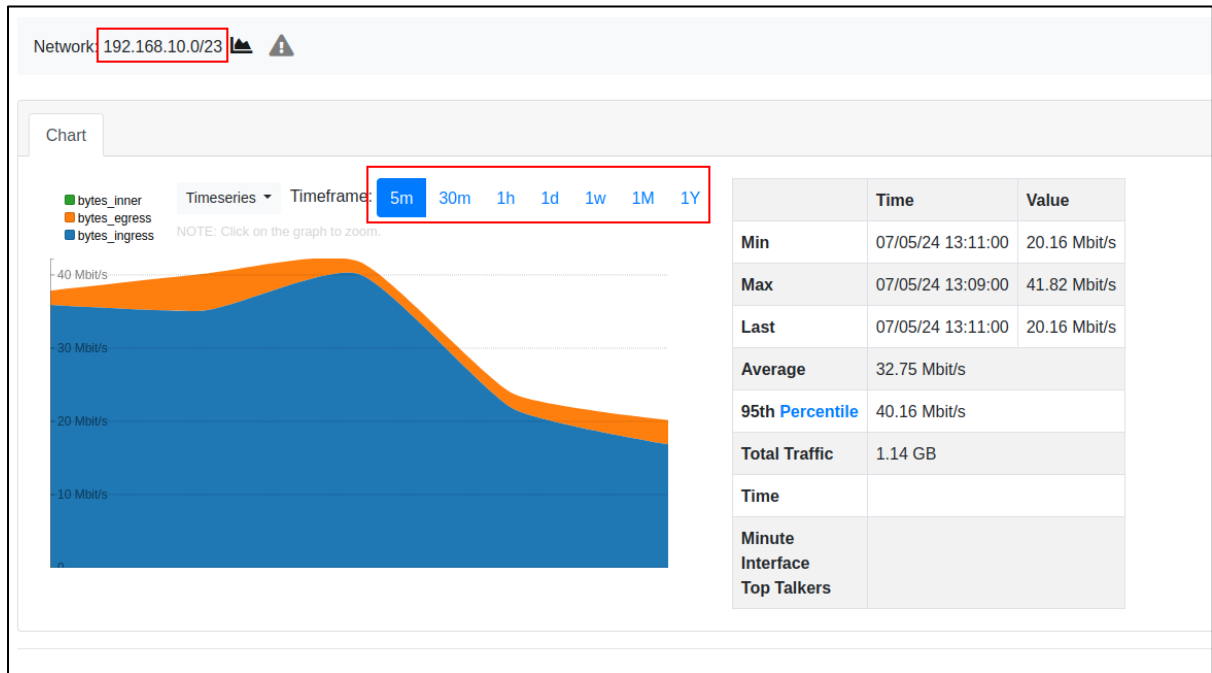 Network: 192.168.10.0/23
Chart
bytes_inner
bytes_egress
bytes_ingress
Timeseries
Timeframe: 5m 30m 1h 1d 1w 1M 1Y
NOTE: Click on the graph to zoom.
40 Mbit/s
30 Mbit/s
20 Mbit/s
10 Mbit/s
0
Time Value
Min 07/05/24 13:11:00 20.16 Mbit/s
Max 07/05/24 13:09:00 41.82 Mbit/s
Last 07/05/24 13:11:00 20.16 Mbit/s
Average 32.75 Mbit/s
95th Percentile 40.16 Mbit/s
Total Traffic 1.14 GB
Time
Minute
Interface
Top Talkers